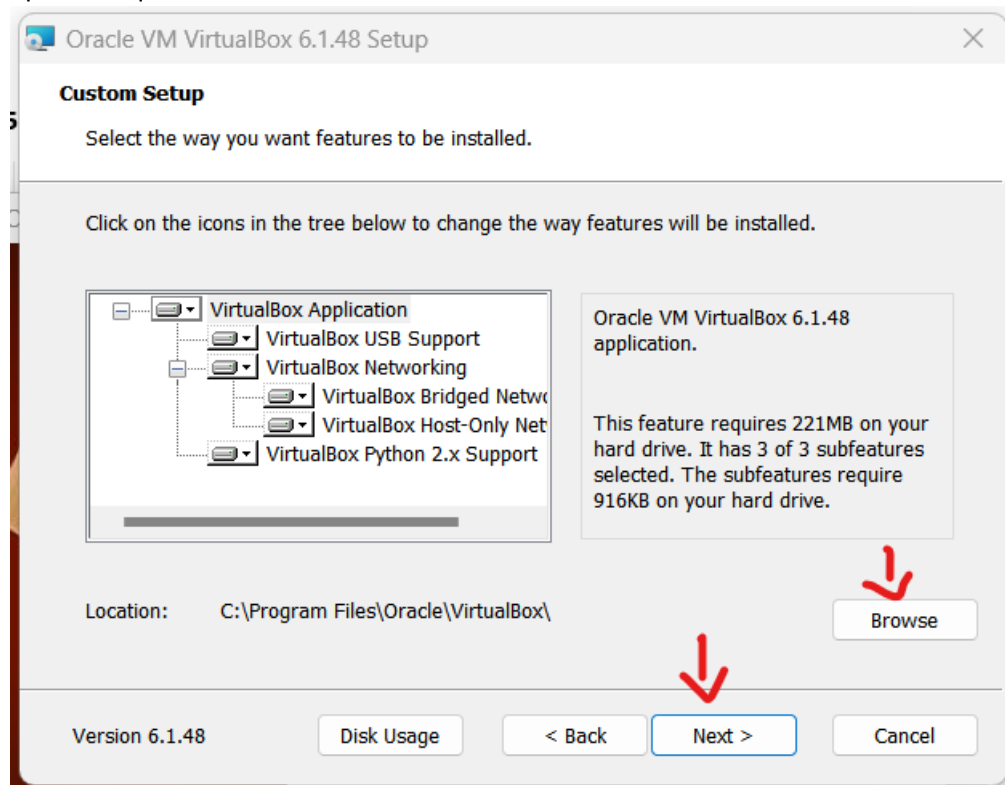 Oracle VM VirtualBox 6.1.48 Setup
Custom Setup
Select the way you want features to be installed.
Click on the icons in the tree below to change the way features will be installed.
VirtualBox Application
VirtualBox USB Support
VirtualBox Networking
VirtualBox Bridged Netwo
VirtualBox Host-Only Net
VirtualBox Python 2.x Support
Oracle VM VirtualBox 6.1.48
application.
This feature requires 221MB on your
hard drive. It has 3 of 3 subfeatures
selected. The subfeatures require
916KB on your hard drive.
Location: C:\Program Files\Oracle\VirtualBox\
Browse
Version 6.1.48
Disk Usage
< Back
Next >
Cancel